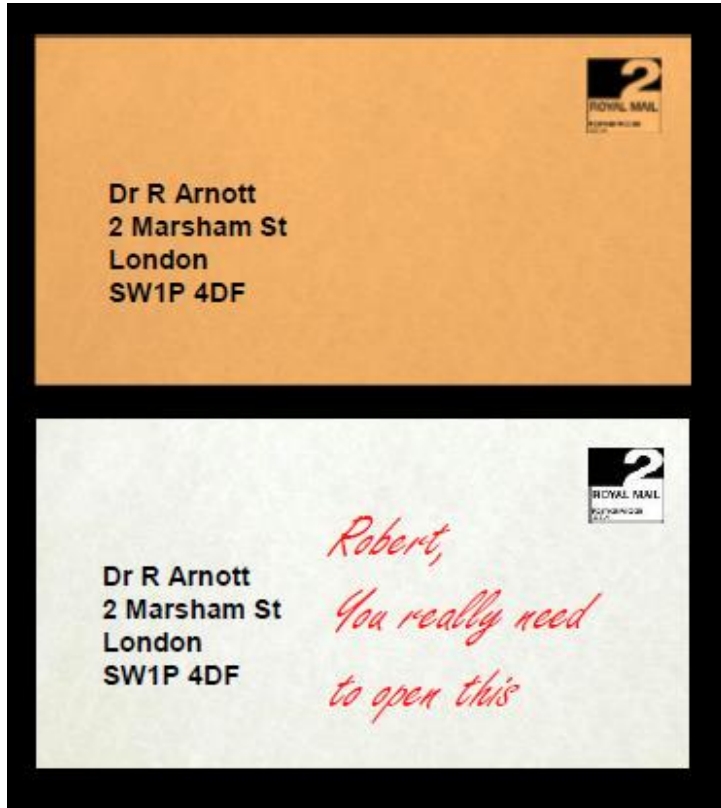 2
ROYAL MAIL
Dr R Arnott
2 Marsham St
London
SW1P 4DF
2
ROYAL MAIL
Dr R Arnott
2 Marsham St
London
SW1P 4DF
Robert,
You really need
to open this